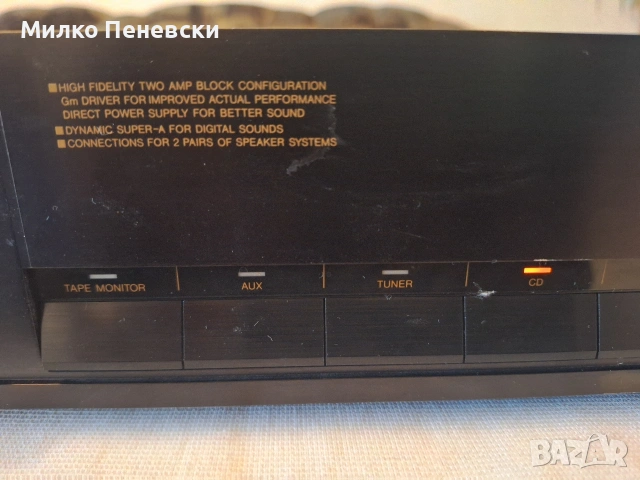 Милко Пеневски
■HIGH FIDELITY TWO AMP BLOCK CONFIGURATION
Gm DRIVER FOR IMPROVED ACTUAL PERFORMANCE
DIRECT POWER SUPPLY FOR BETTER SOUND
■DYNAMIC SUPER-A FOR DIGITAL SOUNDS
■CONNECTIONS FOR 2 PAIRS OF SPEAKER SYSTEMS
TAPE MONITOR AUX TUNER CD
BAZAR